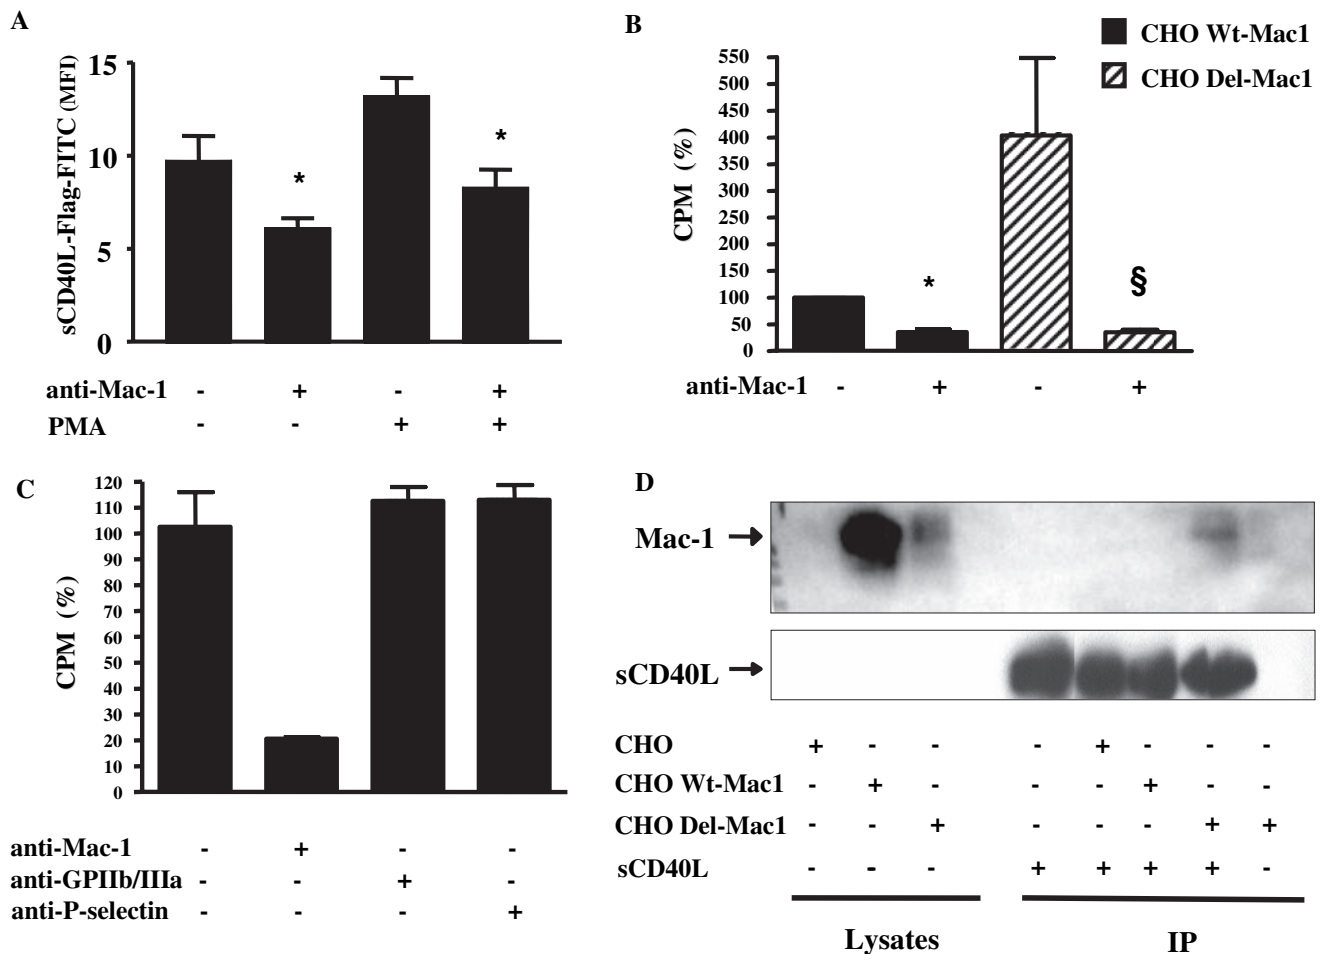 A
sCD40L-Flag-FITC (MFI)
15
10
5
0
*
*
anti-Mac-1 - + - +
PMA - - + +
B
CHO Wt-Mac1
CHO Del-Mac1
CPM (%)
550
500
450
400
350
300
250
200
150
100
50
0
*
§
anti-Mac-1 - + - +
C
CPM (%)
120
110
100
90
80
70
60
50
40
30
20
10
0
anti-Mac-1 - + - -
anti-GPIIb/IIIa - - + -
anti-P-selectin - - - +
D
Mac-1
sCD40L
CHO + - - - + - - -
CHO Wt-Mac1 - + - - - + - -
CHO Del-Mac1 - - + - - - + +
sCD40L - - - + + + + -
Lysates IP